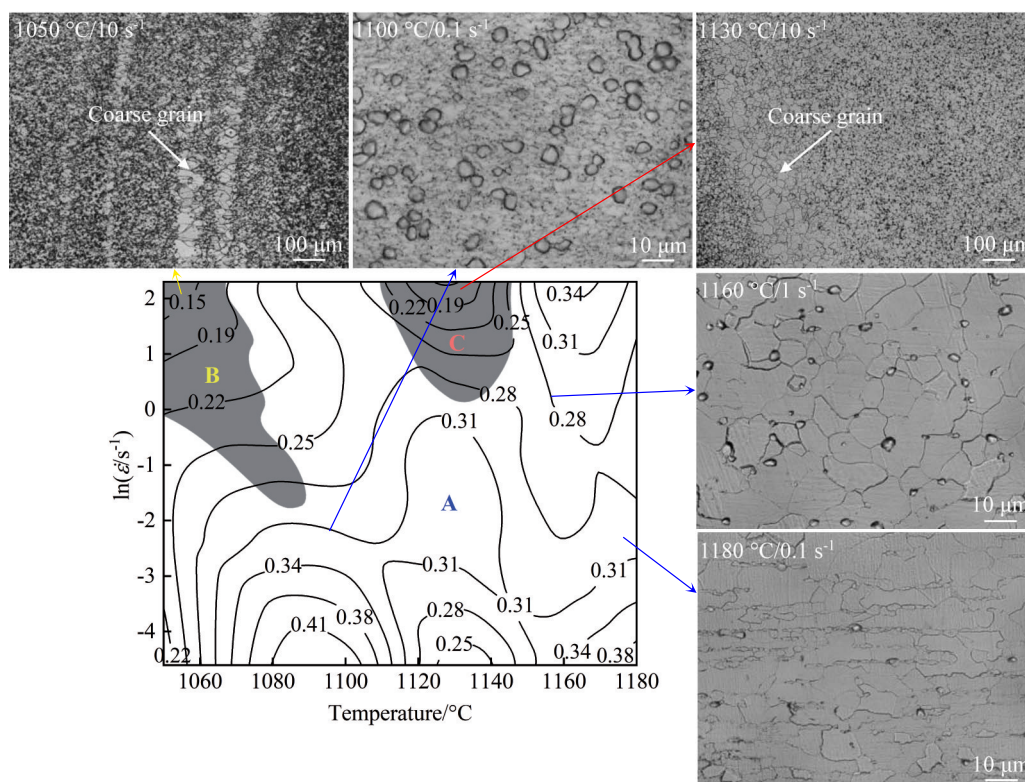 1050 °C/10 s⁻¹
Coarse grain
100 μm
1100 °C/0.1 s⁻¹
10 μm
1130 °C/10 s⁻¹
Coarse grain
100 μm
1160 °C/1 s⁻¹
10 μm
1180 °C/0.1 s⁻¹
10 μm
ln(ε̇/s⁻¹)
2
1
0
-1
-2
-3
-4
0.15
0.19
B
0.22
0.25
0.22
0.19
0.25
C
0.34
0.31
0.28
0.28
0.31
A
0.34
0.38
0.41
0.22
0.31
0.28
0.25
0.31
0.31
0.34
0.38
1060
1080
1100
1120
1140
1160
1180
Temperature/°C